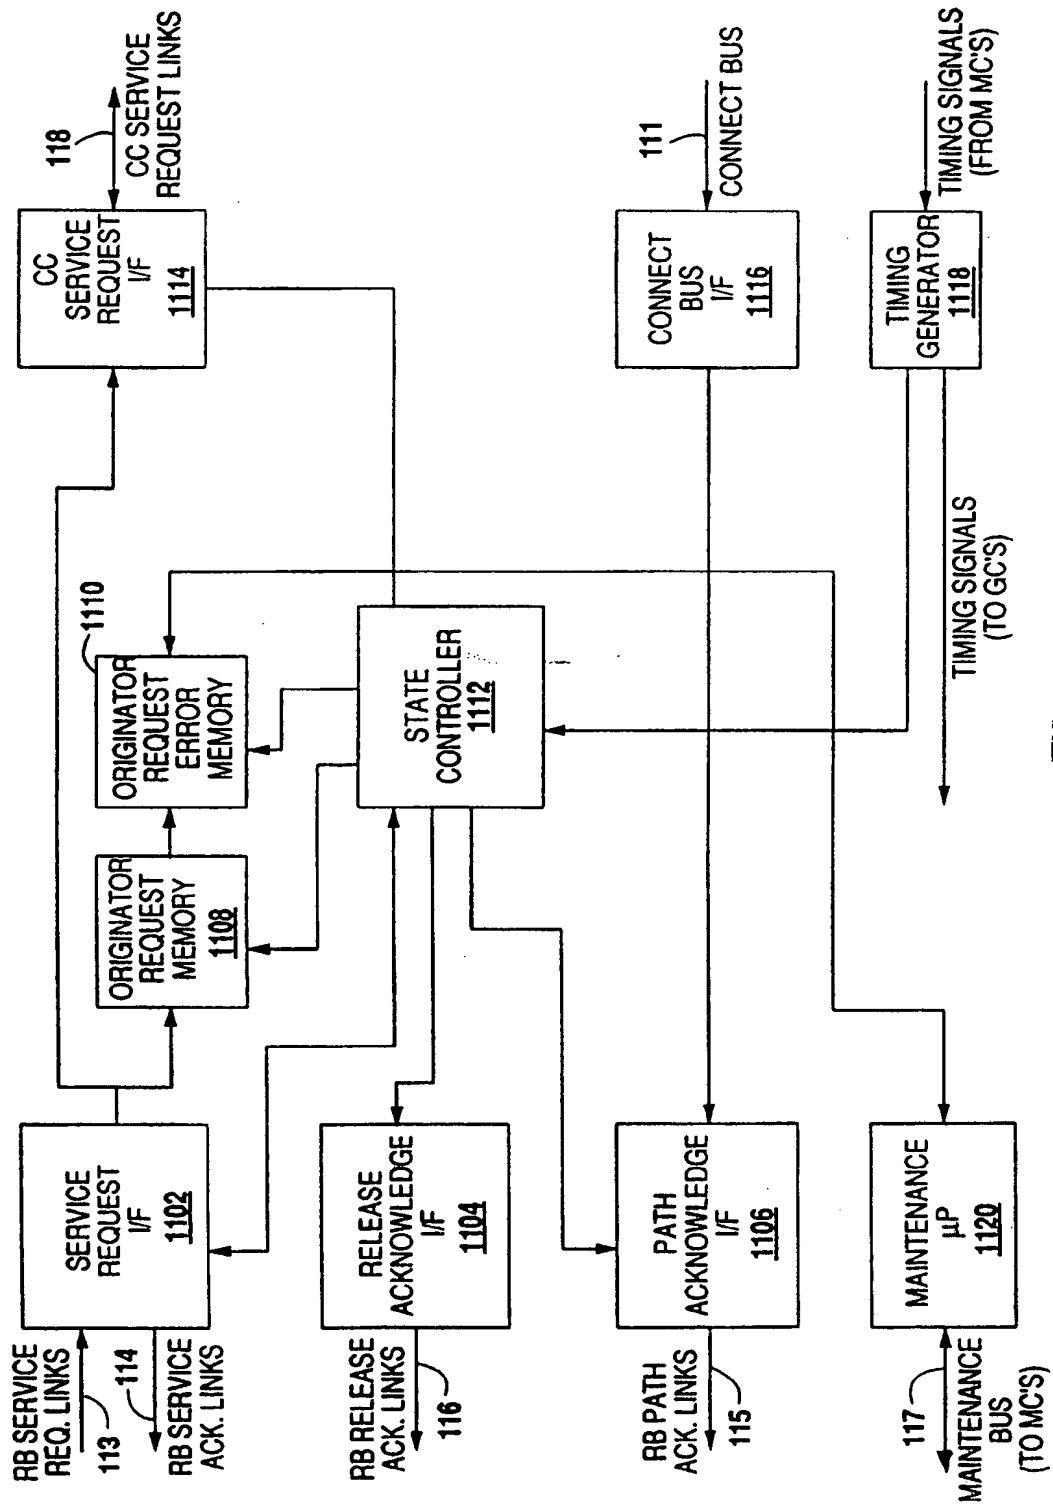 RB SERVICE
REQ. LINKS
113
114
RB SERVICE
ACK. LINKS
SERVICE
REQUEST
I/F
1102
ORIGINATOR
REQUEST
MEMORY
1108
ORIGINATOR
REQUEST
ERROR
MEMORY
1110
CC
SERVICE
REQUEST
I/F
1114
118
CC SERVICE
REQUEST LINKS
RB RELEASE
ACK. LINKS
116
RELEASE
ACKNOWLEDGE
I/F
1104
STATE
CONTROLLER
1112
RB PATH
ACK. LINKS
115
PATH
ACKNOWLEDGE
I/F
1106
CONNECT
BUS
I/F
1116
111
CONNECT BUS
117
MAINTENANCE
BUS
(TO MC'S)
MAINTENANCE
µP
1120
TIMING SIGNALS
(TO GC'S)
TIMING
GENERATOR
1118
TIMING SIGNALS
(FROM MC'S)